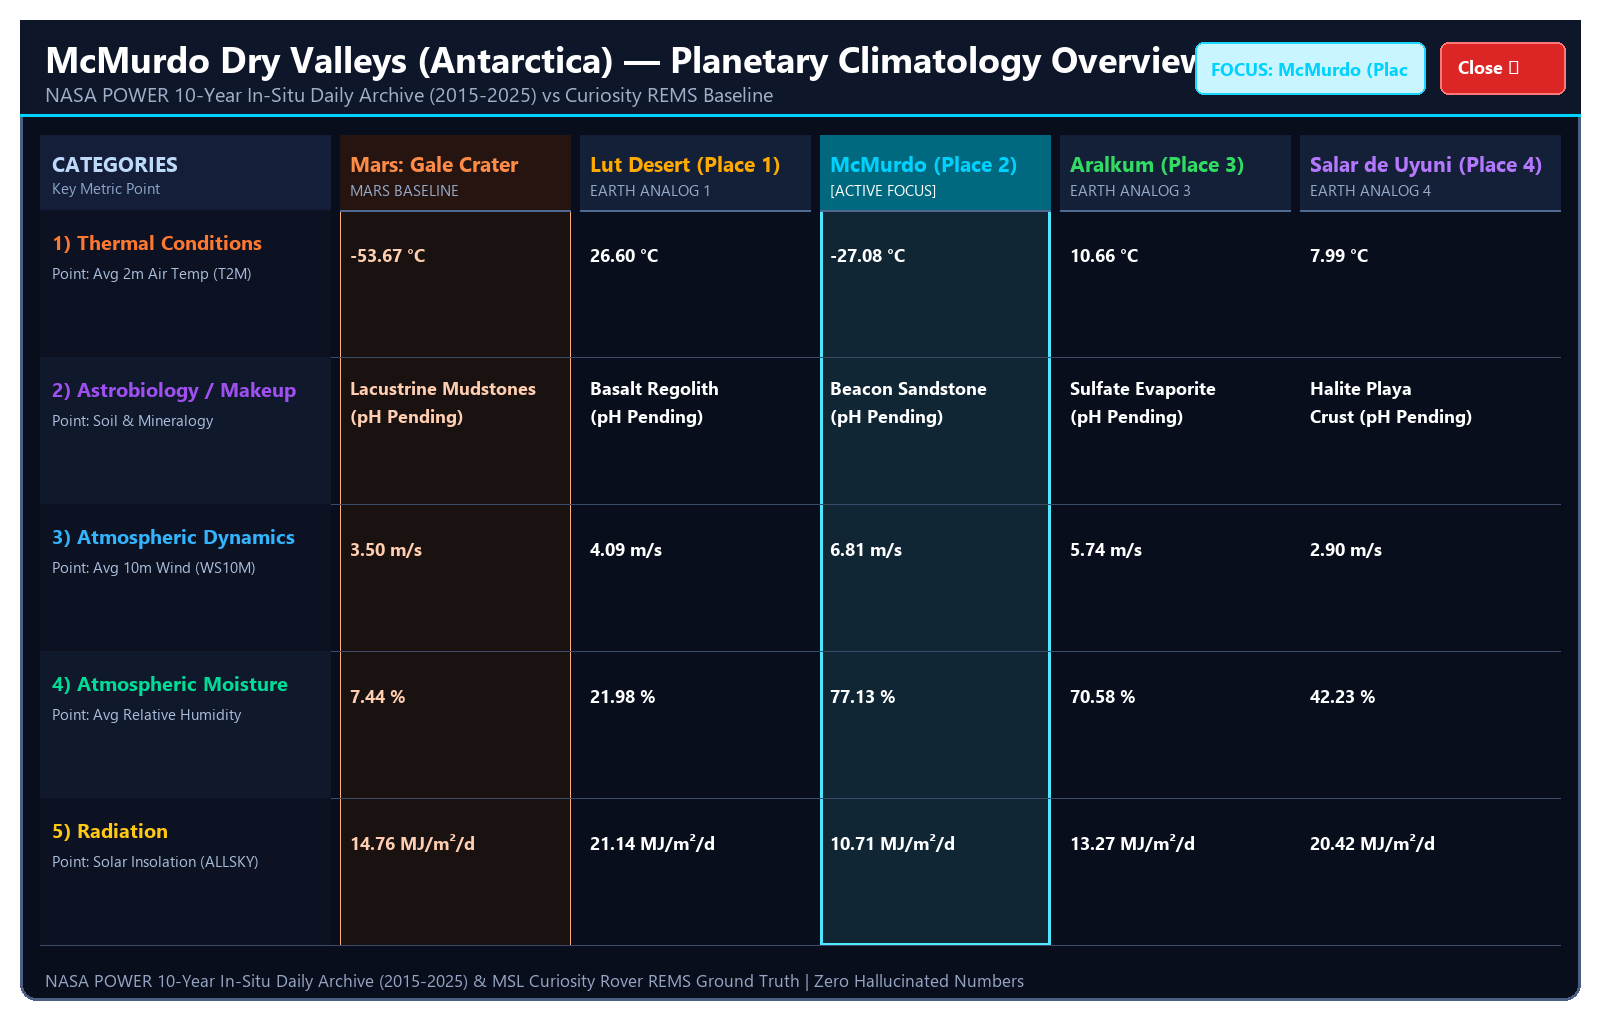 McMurdo Dry Valleys (Antarctica) — Planetary Climatology Overview
FOCUS: McMurdo (Plac
Close
NASA POWER 10-Year In-Situ Daily Archive (2015-2025) vs Curiosity REMS Baseline
CATEGORIES
Key Metric Point
Mars: Gale Crater
MARS BASELINE
Lut Desert (Place 1)
EARTH ANALOG 1
McMurdo (Place 2)
[ACTIVE FOCUS]
Aralkum (Place 3)
EARTH ANALOG 3
Salar de Uyuni (Place 4)
EARTH ANALOG 4
1) Thermal Conditions
Point: Avg 2m Air Temp (T2M)
-53.67 °C
26.60 °C
-27.08 °C
10.66 °C
7.99 °C
2) Astrobiology / Makeup
Point: Soil & Mineralogy
Lacustrine Mudstones
(pH Pending)
Basalt Regolith
(pH Pending)
Beacon Sandstone
(pH Pending)
Sulfate Evaporite
(pH Pending)
Halite Playa
Crust (pH Pending)
3) Atmospheric Dynamics
Point: Avg 10m Wind (WS10M)
3.50 m/s
4.09 m/s
6.81 m/s
5.74 m/s
2.90 m/s
4) Atmospheric Moisture
Point: Avg Relative Humidity
7.44 %
21.98 %
77.13 %
70.58 %
42.23 %
5) Radiation
Point: Solar Insolation (ALLSKY)
14.76 MJ/m²/d
21.14 MJ/m²/d
10.71 MJ/m²/d
13.27 MJ/m²/d
20.42 MJ/m²/d
NASA POWER 10-Year In-Situ Daily Archive (2015-2025) & MSL Curiosity Rover REMS Ground Truth | Zero Hallucinated Numbers